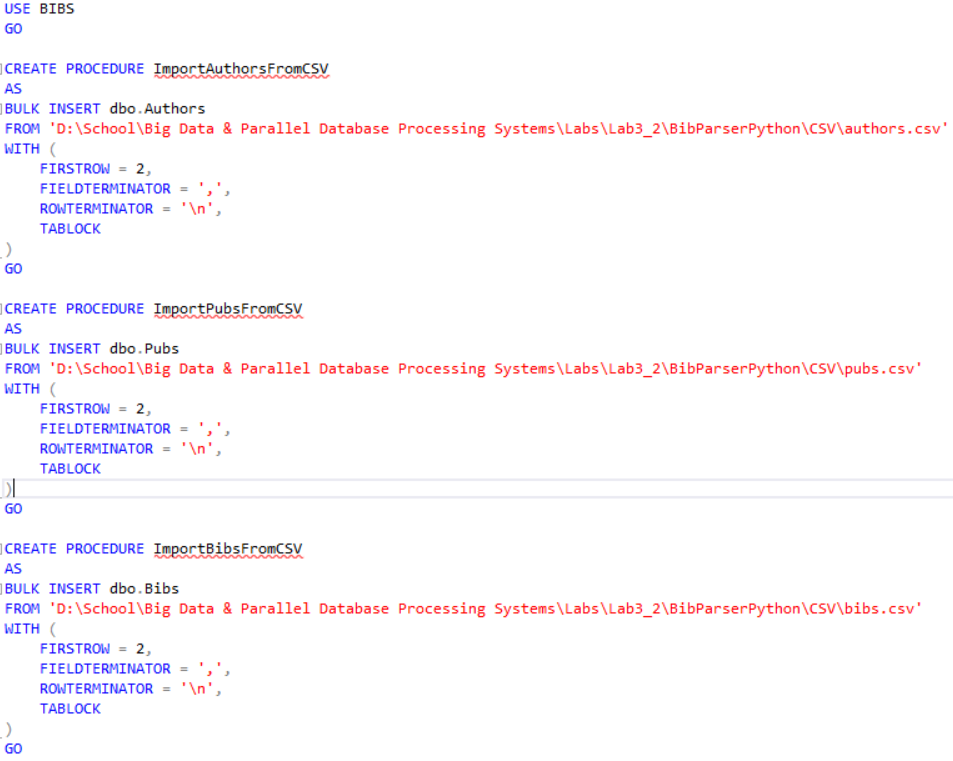 USE BIBS
GO
CREATE PROCEDURE ImportAuthorsFromCSV
AS
BULK INSERT dbo.Authors
FROM 'D:\School\Big Data & Parallel Database Processing Systems\Labs\Lab3_2\BibParserPython\CSV\authors.csv'
WITH (
    FIRSTROW = 2,
    FIELDTERMINATOR = ',',
    ROWTERMINATOR = '\n',
    TABLOCK
)
GO
CREATE PROCEDURE ImportPubsFromCSV
AS
BULK INSERT dbo.Pubs
FROM 'D:\School\Big Data & Parallel Database Processing Systems\Labs\Lab3_2\BibParserPython\CSV\pubs.csv'
WITH (
    FIRSTROW = 2,
    FIELDTERMINATOR = ',',
    ROWTERMINATOR = '\n',
    TABLOCK
)
GO
CREATE PROCEDURE ImportBibsFromCSV
AS
BULK INSERT dbo.Bibs
FROM 'D:\School\Big Data & Parallel Database Processing Systems\Labs\Lab3_2\BibParserPython\CSV\bibs.csv'
WITH (
    FIRSTROW = 2,
    FIELDTERMINATOR = ',',
    ROWTERMINATOR = '\n',
    TABLOCK
)
GO